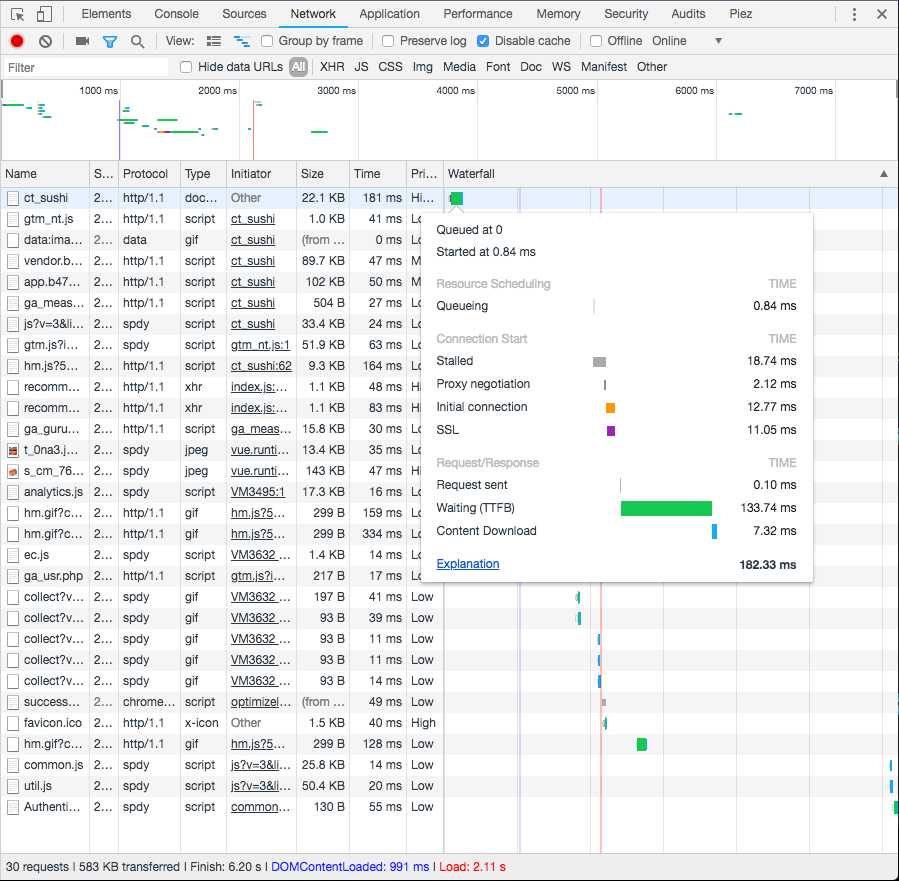 Elements Console Sources Network Application Performance Memory Security Audits Piez
View: Group by frame Preserve log Disable cache Offline Online
Filter Hide data URLs All XHR JS CSS Img Media Font Doc WS Manifest Other
1000 ms 2000 ms 3000 ms 4000 ms 5000 ms 6000 ms 7000 ms
Name S... Protocol Type Initiator Size Time Pri... Waterfall
ct_sushi 2... http/1.1 doc... Other 22.1 KB 181 ms Hi...
gtm_nt.js 2... http/1.1 script ct_sushi 1.0 KB 41 ms
data:ima... 2... data gif ct_sushi (from ... 0 ms
vendor.b... 2... http/1.1 script ct_sushi 89.7 KB 47 ms
app.b47... 2... http/1.1 script ct_sushi 102 KB 50 ms
ga_meas... 2... http/1.1 script ct_sushi 504 B 27 ms
js?v=3&li... 2... spdy script ct_sushi 33.4 KB 24 ms
gtm.js?i... 2... spdy script gtm_nt.js:1 51.9 KB 63 ms
hm.js?5... 2... http/1.1 script ct_sushi:62 9.3 KB 164 ms
recomm... 2... http/1.1 xhr index.js:... 1.1 KB 48 ms
recomm... 2... http/1.1 xhr index.js:... 1.1 KB 83 ms
ga_guru... 2... http/1.1 script ga_meas... 15.8 KB 30 ms
t_0na3.j... 2... spdy jpeg vue.runti... 13.4 KB 35 ms
s_cm_76... 2... spdy jpeg vue.runti... 143 KB 47 ms
analytics.js 2... spdy script VM3495:1 17.3 KB 16 ms
hm.gif?c... 2... http/1.1 gif hm.js?5... 299 B 159 ms
hm.gif?c... 2... http/1.1 gif hm.js?5... 299 B 334 ms
ec.js 2... spdy script VM3632 ... 1.4 KB 14 ms
ga_usr.php 2... http/1.1 script gtm.js?i... 217 B 17 ms
collect?v... 2... spdy gif VM3632 ... 197 B 41 ms Low
collect?v... 2... spdy gif VM3632 ... 93 B 39 ms Low
collect?v... 2... spdy gif VM3632 ... 93 B 11 ms Low
collect?v... 2... spdy gif VM3632 ... 93 B 11 ms Low
collect?v... 2... spdy gif VM3632 ... 93 B 14 ms Low
success... 2... chrome... script optimizel... (from ... 49 ms Low
favicon.ico 2... http/1.1 x-icon Other 1.5 KB 40 ms High
hm.gif?c... 2... http/1.1 gif hm.js?5... 299 B 128 ms Low
common.js 2... spdy script js?v=3&li... 25.8 KB 14 ms Low
util.js 2... spdy script js?v=3&li... 50.4 KB 20 ms Low
Authenti... 2... spdy script common... 130 B 55 ms Low
Queued at 0
Started at 0.84 ms
Resource Scheduling TIME
Queueing 0.84 ms
Connection Start TIME
Stalled 18.74 ms
Proxy negotiation 2.12 ms
Initial connection 12.77 ms
SSL 11.05 ms
Request/Response TIME
Request sent 0.10 ms
Waiting (TTFB) 133.74 ms
Content Download 7.32 ms
Explanation 182.33 ms
30 requests | 583 KB transferred | Finish: 6.20 s | DOMContentLoaded: 991 ms | Load: 2.11 s